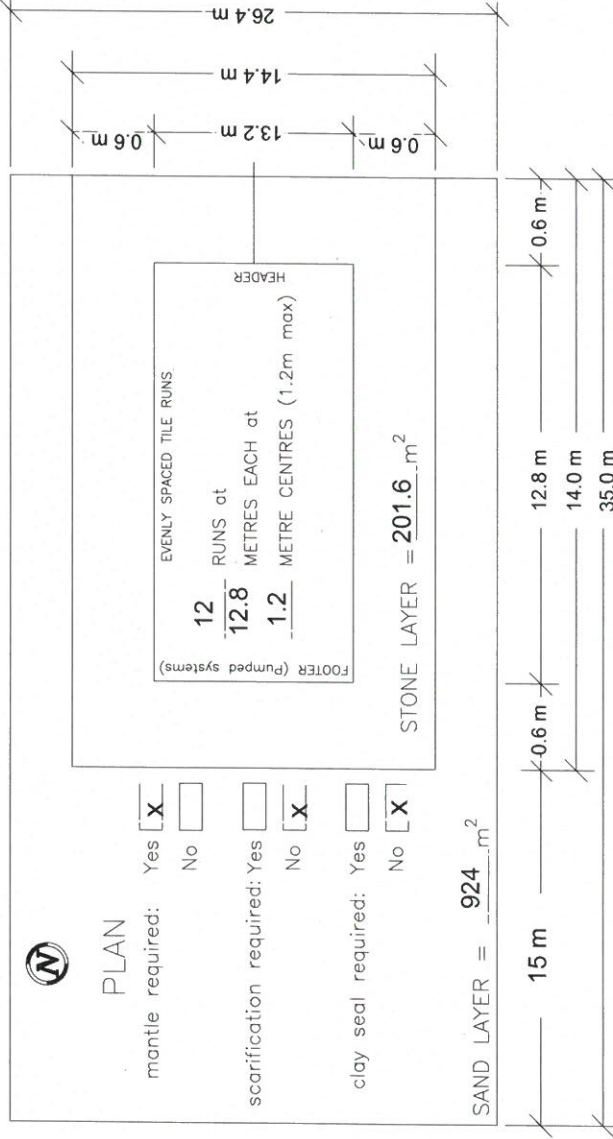 N
PLAN
mantle required: Yes X
No
scarification required: Yes
No X
clay seal required: Yes
No X
SAND LAYER = 924 m²
EVENLY SPACED TILE RUNS
12 RUNS at
12.8 METRES EACH at
1.2 METRE CENTRES (1.2m max)
FOOTER (Pumped systems)
HEADER
STONE LAYER = 201.6 m²
0.6 m
13.2 m
0.6 m
14.4 m
26.4 m
15 m
0.6 m
12.8 m
0.6 m
14.0 m
35.0 m